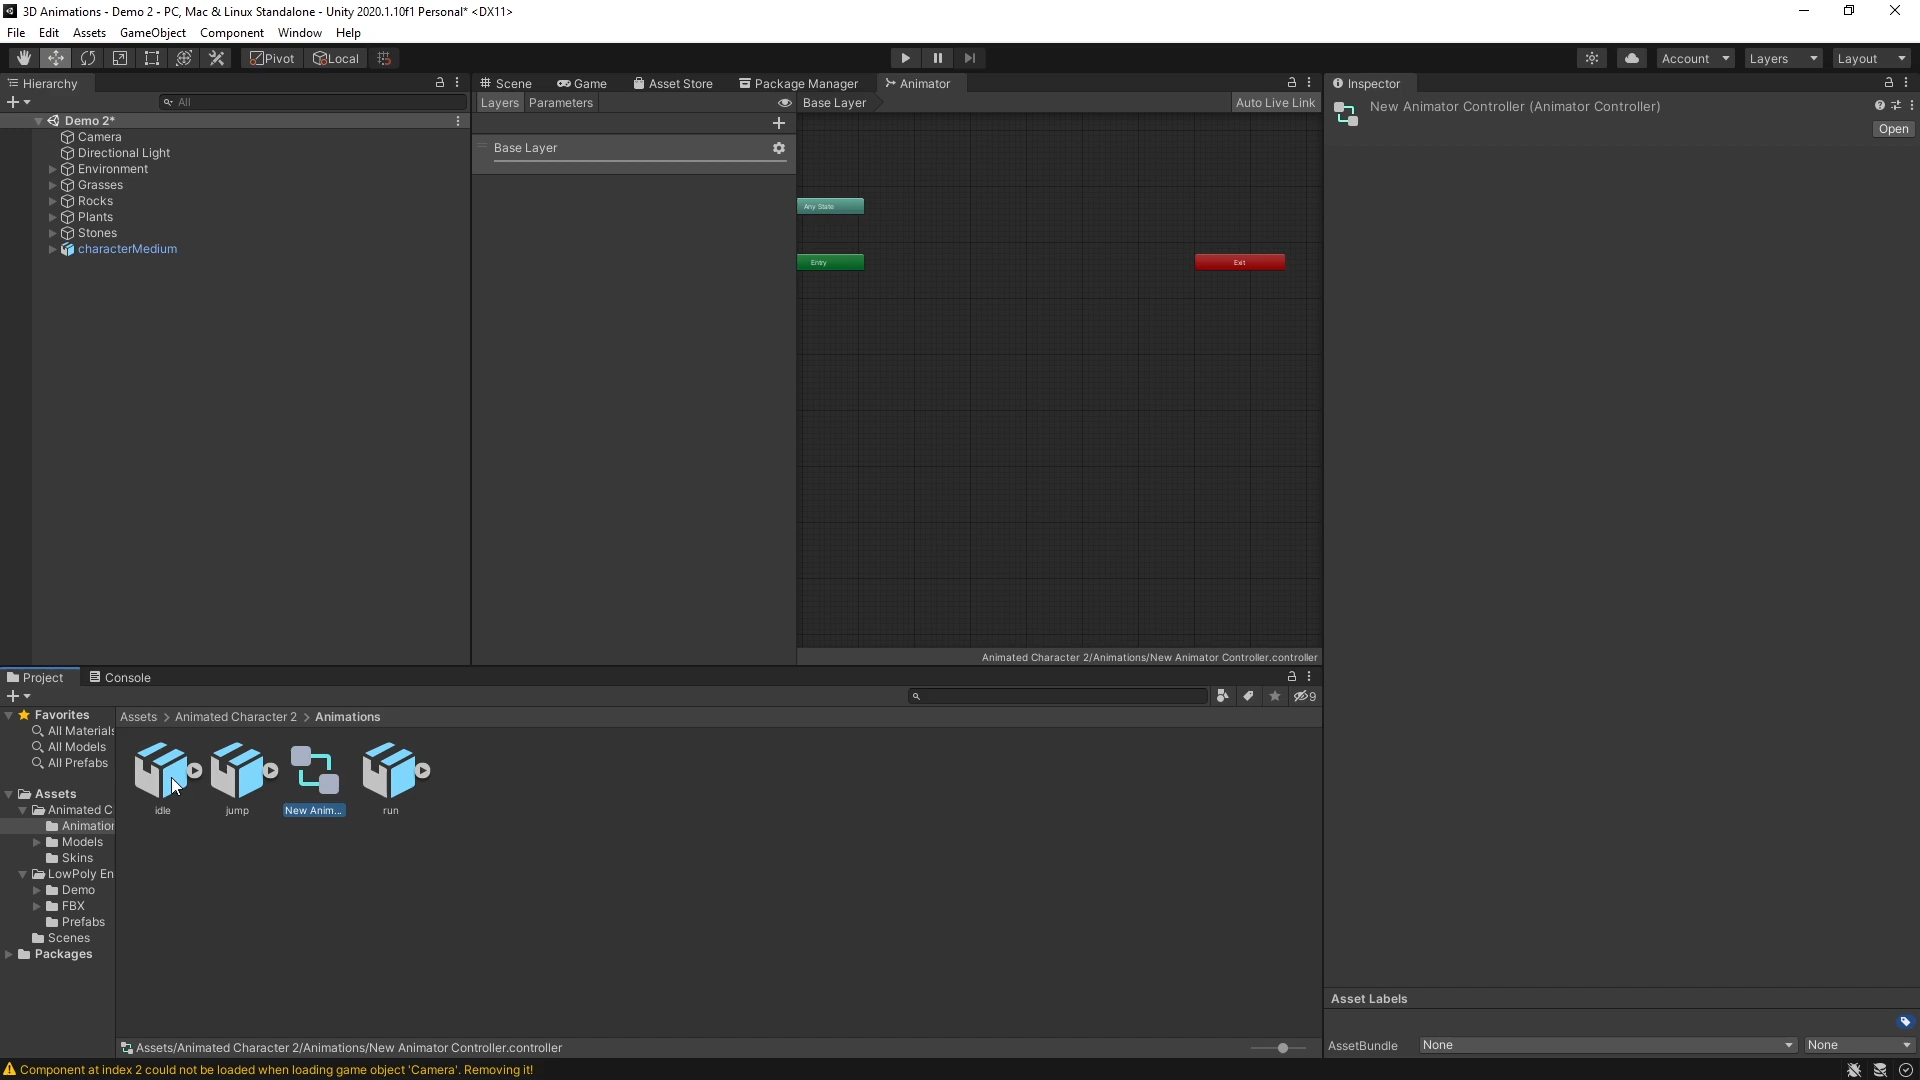 3D Animations - Demo 2 - PC, Mac & Linux Standalone - Unity 2020.1.10f1 Personal* <DX11>
File Edit Assets GameObject Component Window Help
Pivot Local Account Layers Layout
Hierarchy
All
Demo 2*
Camera
Directional Light
Environment
Grasses
Rocks
Plants
Stones
characterMedium
Scene Game Asset Store Package Manager Animator
Layers Parameters Base Layer Auto Live Link
Base Layer
Any State
Entry
Exit
Animated Character 2/Animations/New Animator Controller.controller
Inspector
New Animator Controller (Animator Controller)
Open
Project Console
9
Favorites
All Materials
All Models
All Prefabs
Assets
Animated C
Animation
Models
Skins
LowPoly En
Demo
FBX
Prefabs
Scenes
Packages
Assets > Animated Character 2 > Animations
idle
jump
New Anim...
run
Assets/Animated Character 2/Animations/New Animator Controller.controller
Asset Labels
AssetBundle None None
Component at index 2 could not be loaded when loading game object 'Camera'. Removing it!